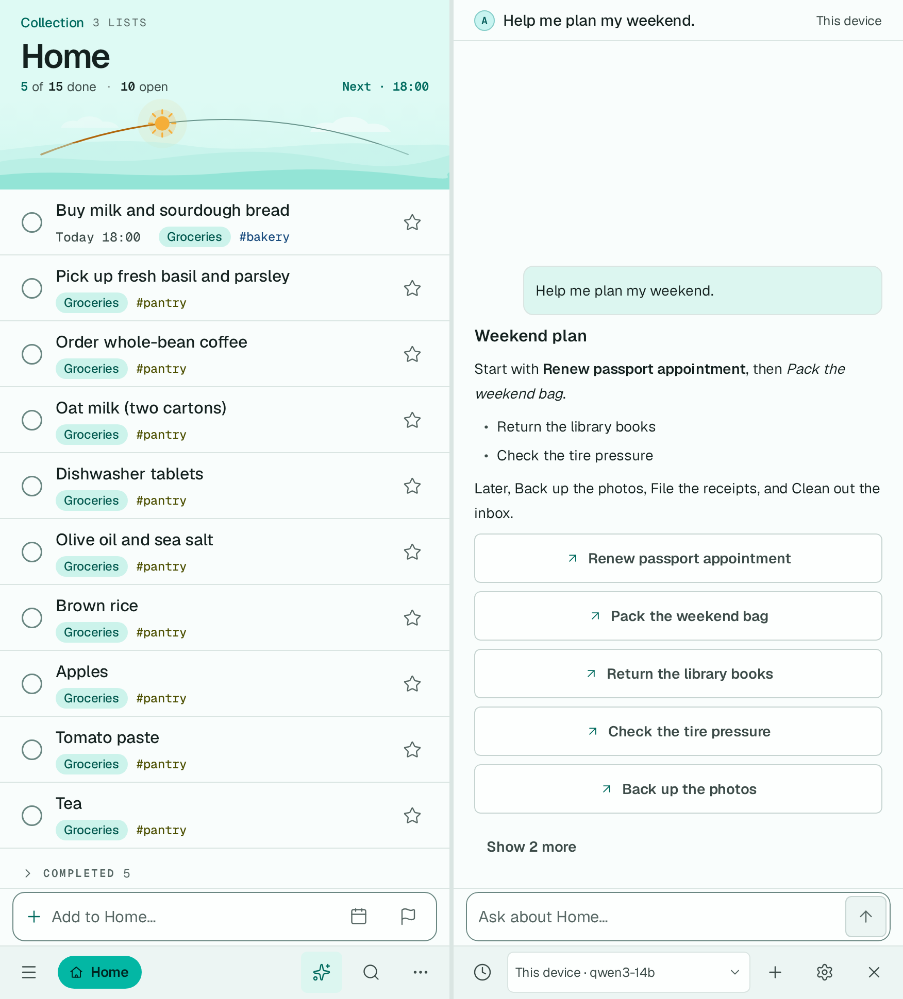 Collection 3 LISTS
Home
5 of 15 done · 10 open
Next · 18:00
Buy milk and sourdough bread
Today 18:00 Groceries #bakery
Pick up fresh basil and parsley
Groceries #pantry
Order whole-bean coffee
Groceries #pantry
Oat milk (two cartons)
Groceries #pantry
Dishwasher tablets
Groceries #pantry
Olive oil and sea salt
Groceries #pantry
Brown rice
Groceries #pantry
Apples
Groceries #pantry
Tomato paste
Groceries #pantry
Tea
Groceries #pantry
COMPLETED 5
Add to Home...
Home
A Help me plan my weekend.
This device
Help me plan my weekend.
Weekend plan
Start with Renew passport appointment, then Pack the
weekend bag.
• Return the library books
• Check the tire pressure
Later, Back up the photos, File the receipts, and Clean out the
inbox.
Renew passport appointment
Pack the weekend bag
Return the library books
Check the tire pressure
Back up the photos
Show 2 more
Ask about Home...
This device · qwen3-14b